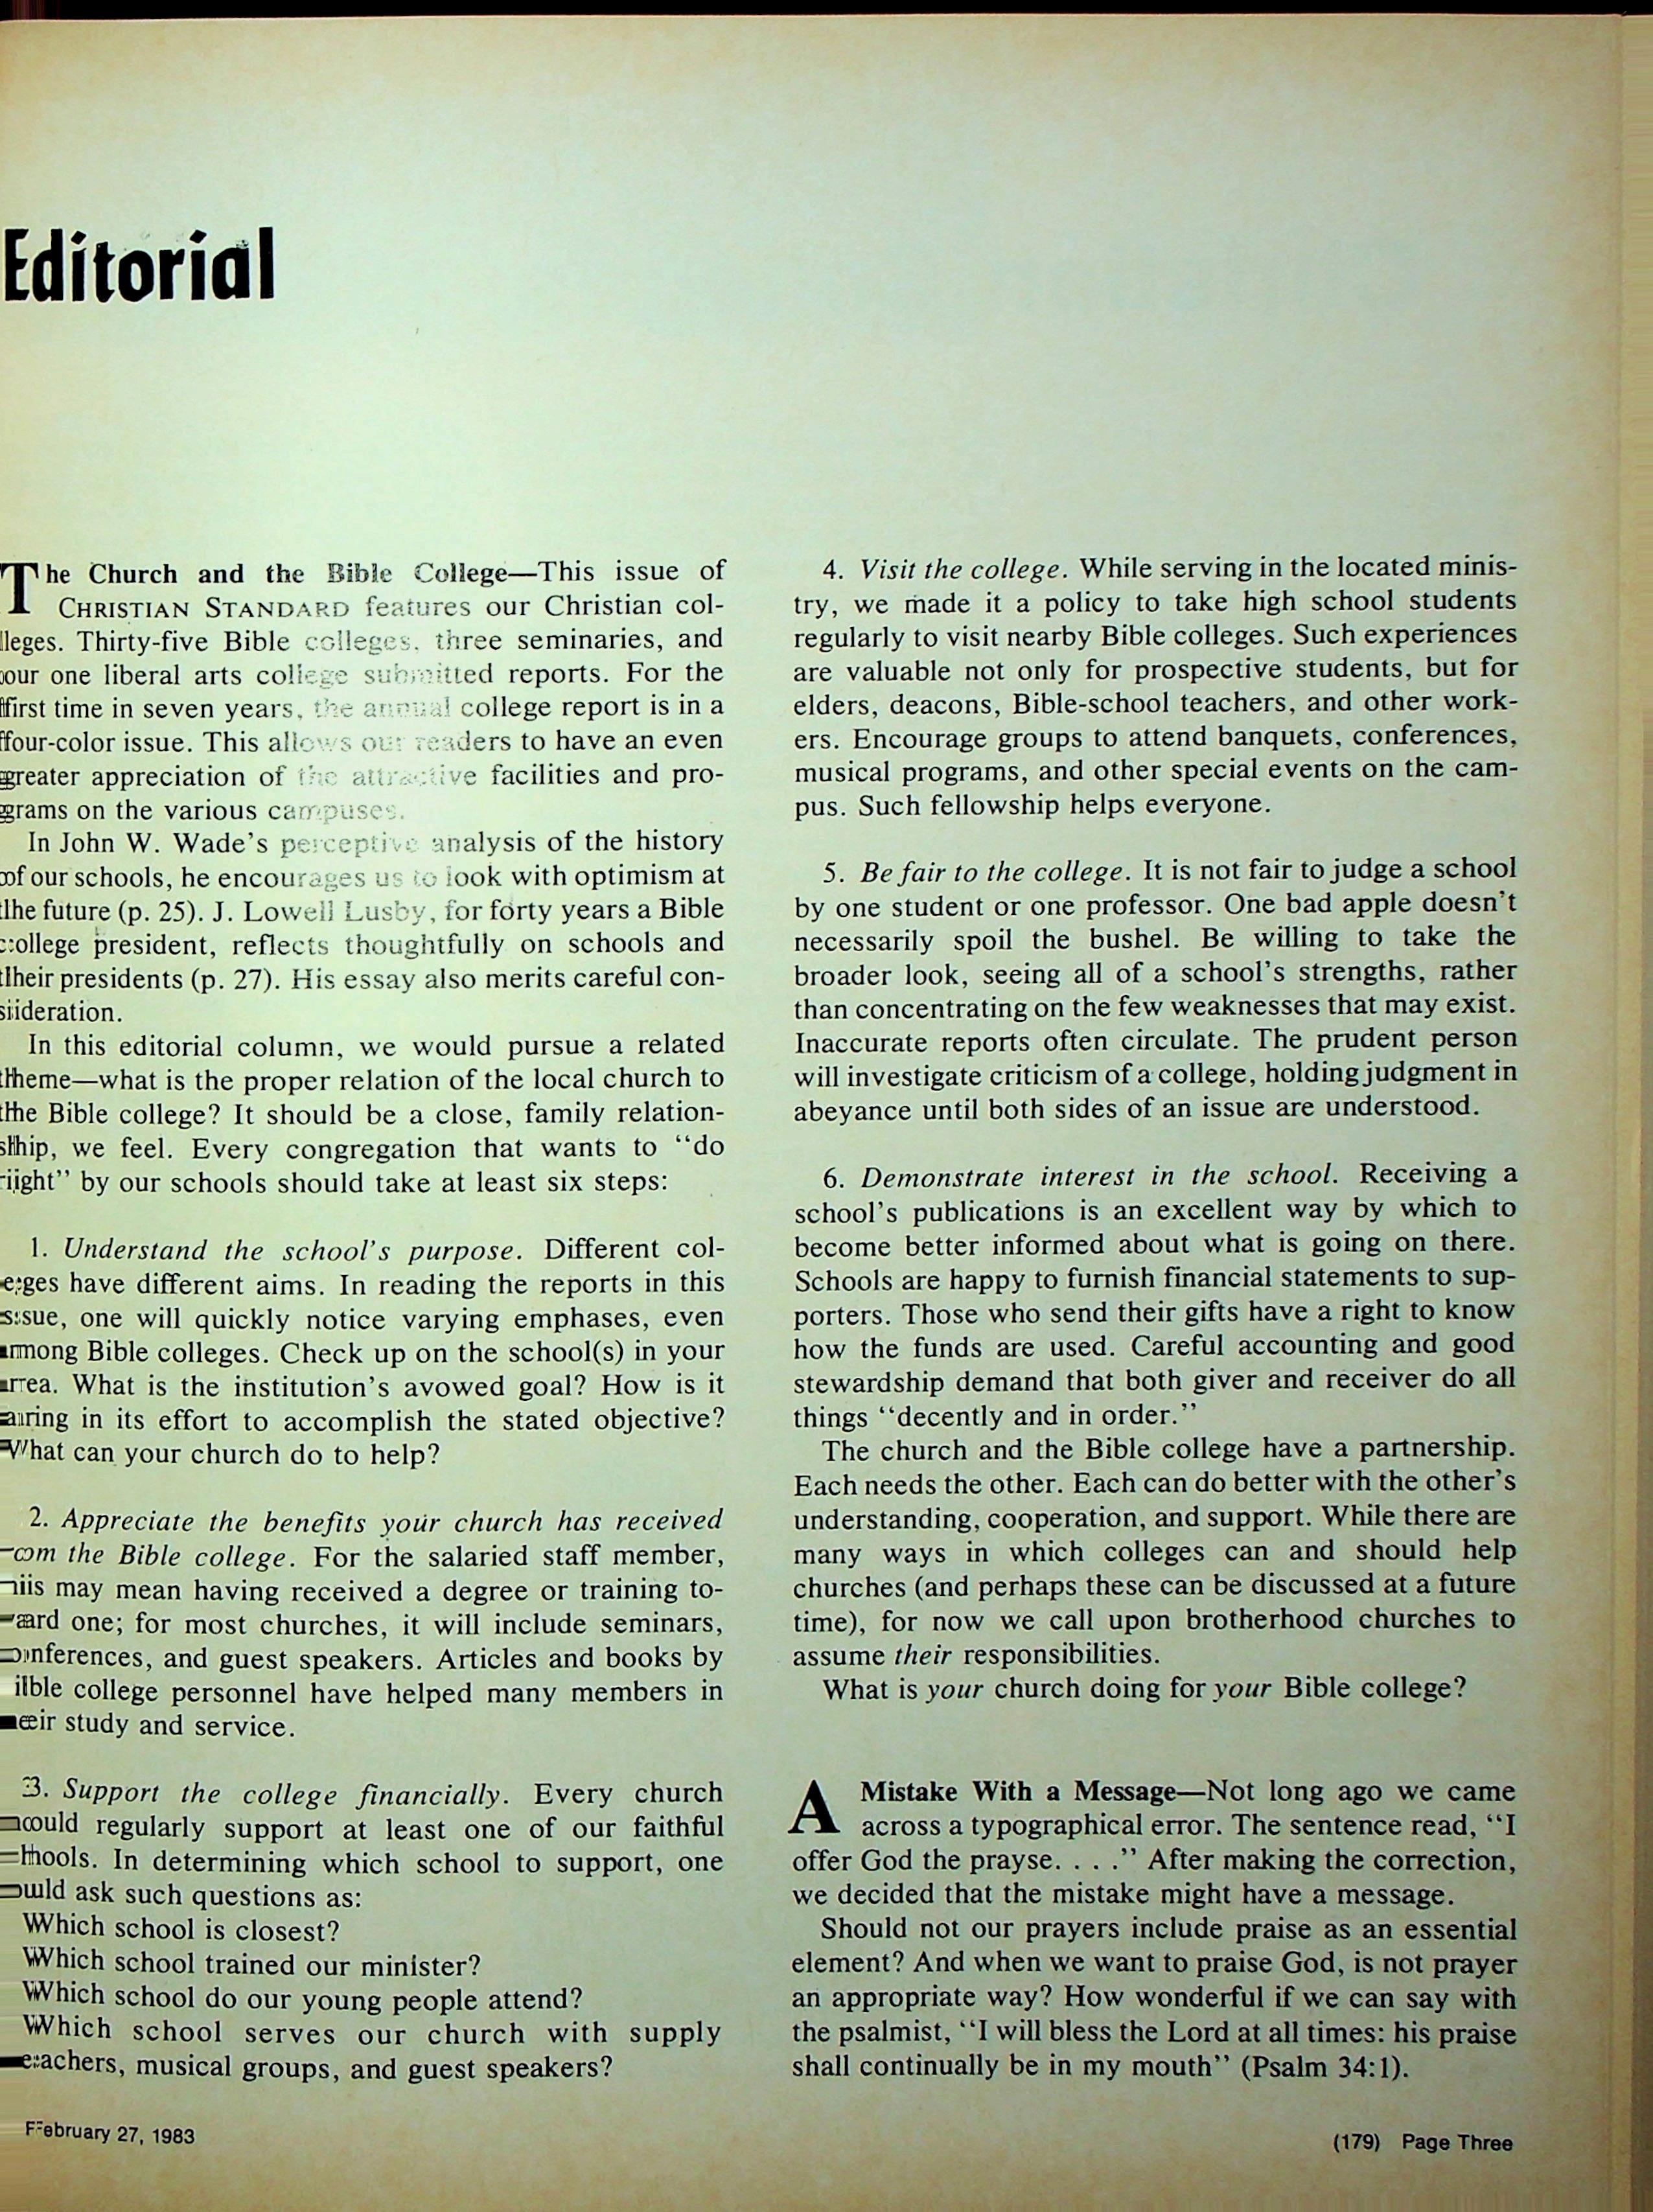 Editorial
The Church and the Bible College—This issue of
CHRISTIAN STANDARD features our Christian col-
leges. Thirty-five Bible colleges, three seminaries, and
our one liberal arts college submitted reports. For the
first time in seven years, the annual college report is in a
four-color issue. This allows our readers to have an even
greater appreciation of the attractive facilities and pro-
grams on the various campuses.
In John W. Wade's perceptive analysis of the history
of our schools, he encourages us to look with optimism at
the future (p. 25). J. Lowell Lusby, for forty years a Bible
college president, reflects thoughtfully on schools and
their presidents (p. 27). His essay also merits careful con-
sideration.
In this editorial column, we would pursue a related
theme—what is the proper relation of the local church to
the Bible college? It should be a close, family relation-
ship, we feel. Every congregation that wants to "do
right" by our schools should take at least six steps:
1. Understand the school's purpose. Different col-
eges have different aims. In reading the reports in this
ssue, one will quickly notice varying emphases, even
among Bible colleges. Check up on the school(s) in your
area. What is the institution's avowed goal? How is it
aring in its effort to accomplish the stated objective?
What can your church do to help?
2. Appreciate the benefits your church has received
om the Bible college. For the salaried staff member,
his may mean having received a degree or training to-
ward one; for most churches, it will include seminars,
onferences, and guest speakers. Articles and books by
ible college personnel have helped many members in
heir study and service.
3. Support the college financially. Every church
hould regularly support at least one of our faithful
hools. In determining which school to support, one
ould ask such questions as:
Which school is closest?
Which school trained our minister?
Which school do our young people attend?
Which school serves our church with supply
eachers, musical groups, and guest speakers?
February 27, 1983
4. Visit the college. While serving in the located minis-
try, we made it a policy to take high school students
regularly to visit nearby Bible colleges. Such experiences
are valuable not only for prospective students, but for
elders, deacons, Bible-school teachers, and other work-
ers. Encourage groups to attend banquets, conferences,
musical programs, and other special events on the cam-
pus. Such fellowship helps everyone.
5. Be fair to the college. It is not fair to judge a school
by one student or one professor. One bad apple doesn't
necessarily spoil the bushel. Be willing to take the
broader look, seeing all of a school's strengths, rather
than concentrating on the few weaknesses that may exist.
Inaccurate reports often circulate. The prudent person
will investigate criticism of a college, holding judgment in
abeyance until both sides of an issue are understood.
6. Demonstrate interest in the school. Receiving a
school's publications is an excellent way by which to
become better informed about what is going on there.
Schools are happy to furnish financial statements to sup-
porters. Those who send their gifts have a right to know
how the funds are used. Careful accounting and good
stewardship demand that both giver and receiver do all
things "decently and in order."
The church and the Bible college have a partnership.
Each needs the other. Each can do better with the other's
understanding, cooperation, and support. While there are
many ways in which colleges can and should help
churches (and perhaps these can be discussed at a future
time), for now we call upon brotherhood churches to
assume their responsibilities.
What is your church doing for your Bible college?
A Mistake With a Message—Not long ago we came
across a typographical error. The sentence read, "I
offer God the prayse. . . ." After making the correction,
we decided that the mistake might have a message.
Should not our prayers include praise as an essential
element? And when we want to praise God, is not prayer
an appropriate way? How wonderful if we can say with
the psalmist, "I will bless the Lord at all times: his praise
shall continually be in my mouth" (Psalm 34:1).
(179) Page Three